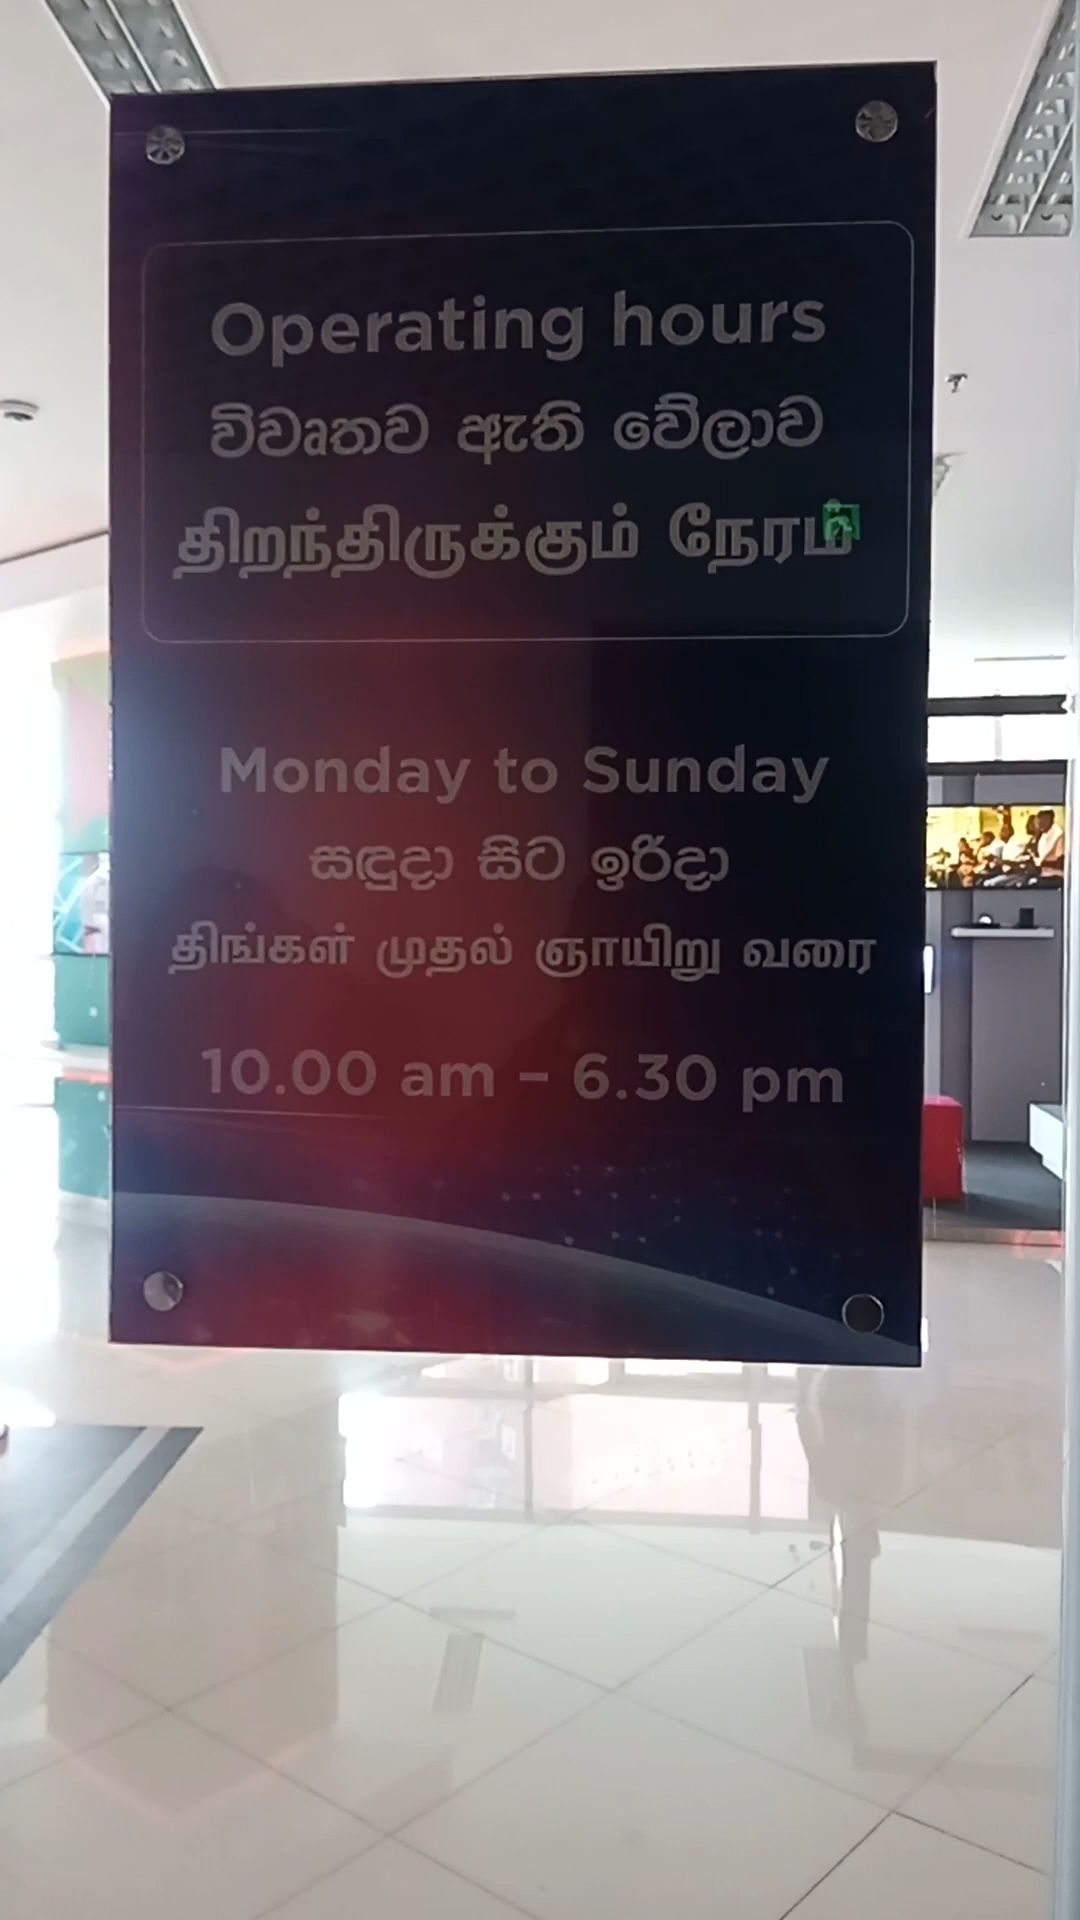 Operating hours
විවෘතව ඇති වේලාව
திறந்திருக்கும் நேரம்
Monday to Sunday
සඳුදා සිට ඉරිදා
திங்கள் முதல் ஞாயிறு வரை
10.00 am - 6.30 pm